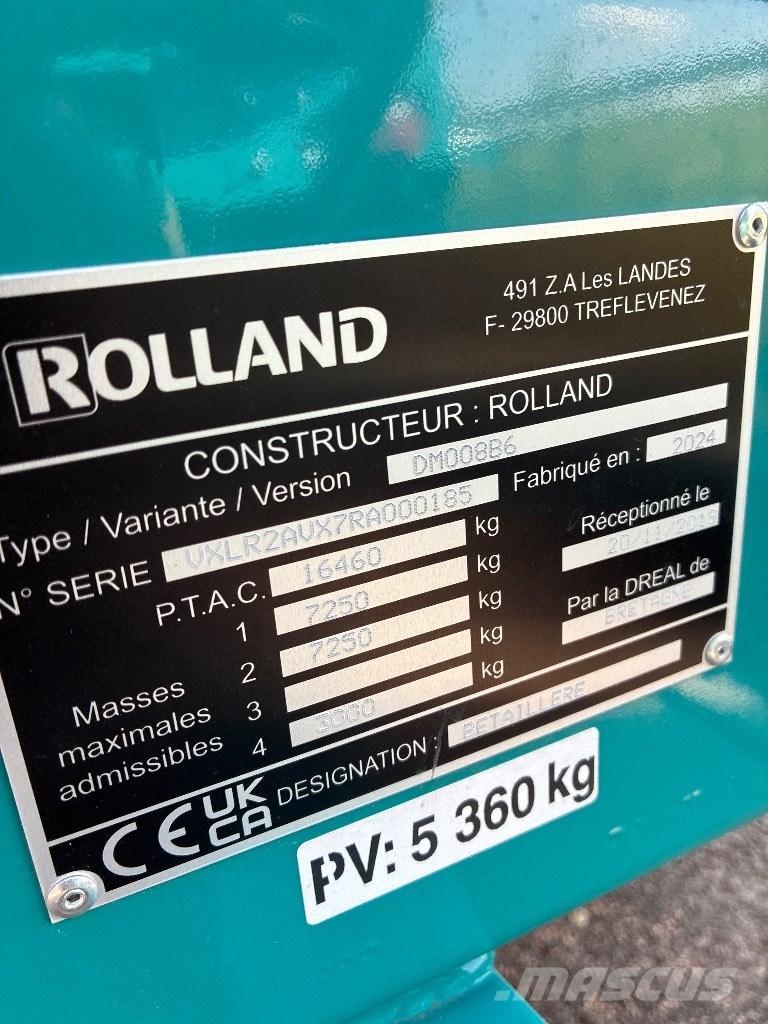 ROLLAND
491 Z.A Les LANDES
F- 29800 TREFLEVENEZ
CONSTRUCTEUR : ROLLAND
Type / Variante / Version DM008B6
Fabriqué en : 2024
N° SERIE VXLR2AVX7RA000185
Réceptionné le
20/11/2019
P.T.A.C. 16460 kg
1 7250 kg
2 7250 kg
3 kg
4 3000 kg
Masses
maximales
admissibles
Par la DREAL de
BRETAGNE
DESIGNATION : BETAILLERE
CE UK
CA
PV: 5 360 kg
MASCUS